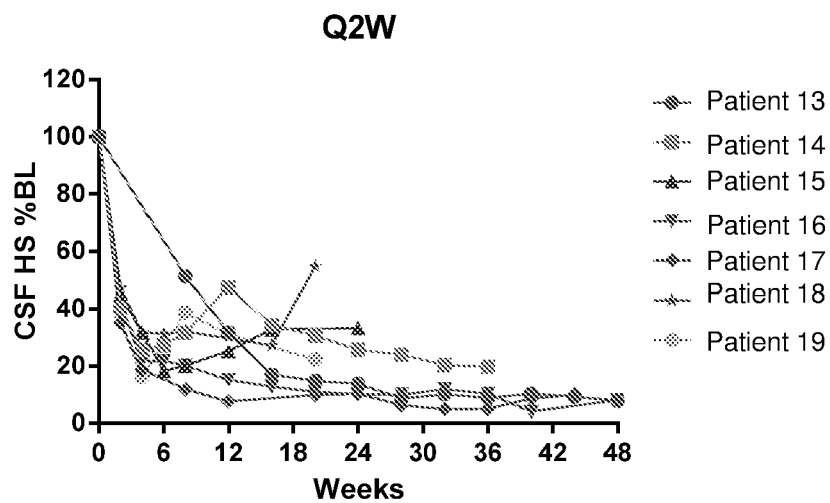 Q2W
CSF HS %BL
120
100
80
60
40
20
0
0 6 12 18 24 30 36 42 48
Weeks
Patient 13
Patient 14
Patient 15
Patient 16
Patient 17
Patient 18
Patient 19